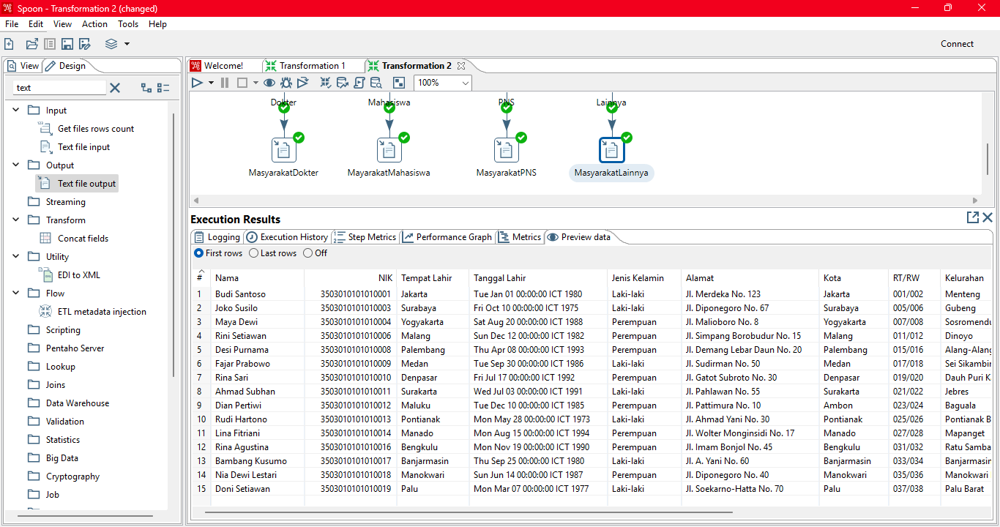 Spoon - Transformation 2 (changed)
File Edit View Action Tools Help
Connect
View Design
text
Input
Get files rows count
Text file input
Output
Text file output
Streaming
Transform
Concat fields
Utility
EDI to XML
Flow
ETL metadata injection
Scripting
Pentaho Server
Lookup
Joins
Data Warehouse
Validation
Statistics
Big Data
Cryptography
Job
Welcome! Transformation 1 Transformation 2
100%
Dokter Mahasiswa PNS Lainnya
MasyarakatDokter MayarakatMahasiswa MasyarakatPNS MasyarakatLainnya
Execution Results
Logging Execution History Step Metrics Performance Graph Metrics Preview data
First rows Last rows Off
# Nama NIK Tempat Lahir Tanggal Lahir Jenis Kelamin Alamat Kota RT/RW Kelurahan
1 Budi Santoso 3503010101010001 Jakarta Tue Jan 01 00:00:00 ICT 1980 Laki-laki Jl. Merdeka No. 123 Jakarta 001/002 Menteng
2 Joko Susilo 3503010101010003 Surabaya Fri Oct 10 00:00:00 ICT 1975 Laki-laki Jl. Diponegoro No. 67 Surabaya 005/006 Gubeng
3 Maya Dewi 3503010101010004 Yogyakarta Sat Aug 20 00:00:00 ICT 1988 Perempuan Jl. Malioboro No. 8 Yogyakarta 007/008 Sosromendu
4 Rini Setiawan 3503010101010006 Malang Sun Dec 12 00:00:00 ICT 1982 Perempuan Jl. Simpang Borobudur No. 15 Malang 011/012 Dinoyo
5 Desi Purnama 3503010101010008 Palembang Thu Apr 08 00:00:00 ICT 1993 Perempuan Jl. Demang Lebar Daun No. 20 Palembang 015/016 Alang-Alang
6 Fajar Prabowo 3503010101010009 Medan Tue Sep 30 00:00:00 ICT 1986 Laki-laki Jl. Sudirman No. 50 Medan 017/018 Sei Sikambin
7 Rina Sari 3503010101010010 Denpasar Fri Jul 17 00:00:00 ICT 1992 Perempuan Jl. Gatot Subroto No. 30 Denpasar 019/020 Dauh Puri K
8 Ahmad Subhan 3503010101010011 Surakarta Wed Jul 03 00:00:00 ICT 1991 Laki-laki Jl. Pahlawan No. 55 Surakarta 021/022 Jebres
9 Dian Pertiwi 3503010101010012 Maluku Tue Dec 10 00:00:00 ICT 1985 Perempuan Jl. Pattimura No. 10 Ambon 023/024 Baguala
10 Rudi Hartono 3503010101010013 Pontianak Mon May 28 00:00:00 ICT 1973 Laki-laki Jl. Ahmad Yani No. 30 Pontianak 025/026 Pontianak B
11 Lina Fitriani 3503010101010014 Manado Mon Aug 15 00:00:00 ICT 1994 Perempuan Jl. Wolter Monginsidi No. 17 Manado 027/028 Mapanget
12 Rina Agustina 3503010101010016 Bengkulu Mon Nov 19 00:00:00 ICT 1990 Perempuan Jl. Imam Bonjol No. 45 Bengkulu 031/032 Ratu Samba
13 Bambang Kusumo 3503010101010017 Banjarmasin Thu Sep 25 00:00:00 ICT 1980 Laki-laki Jl. A. Yani No. 60 Banjarmasin 033/034 Banjarmasin
14 Nia Dewi Lestari 3503010101010018 Manokwari Sun Jun 14 00:00:00 ICT 1987 Perempuan Jl. Diponegoro No. 40 Manokwari 035/036 Manokwari
15 Doni Setiawan 3503010101010019 Palu Mon Mar 07 00:00:00 ICT 1977 Laki-laki Jl. Soekarno-Hatta No. 70 Palu 037/038 Palu Barat